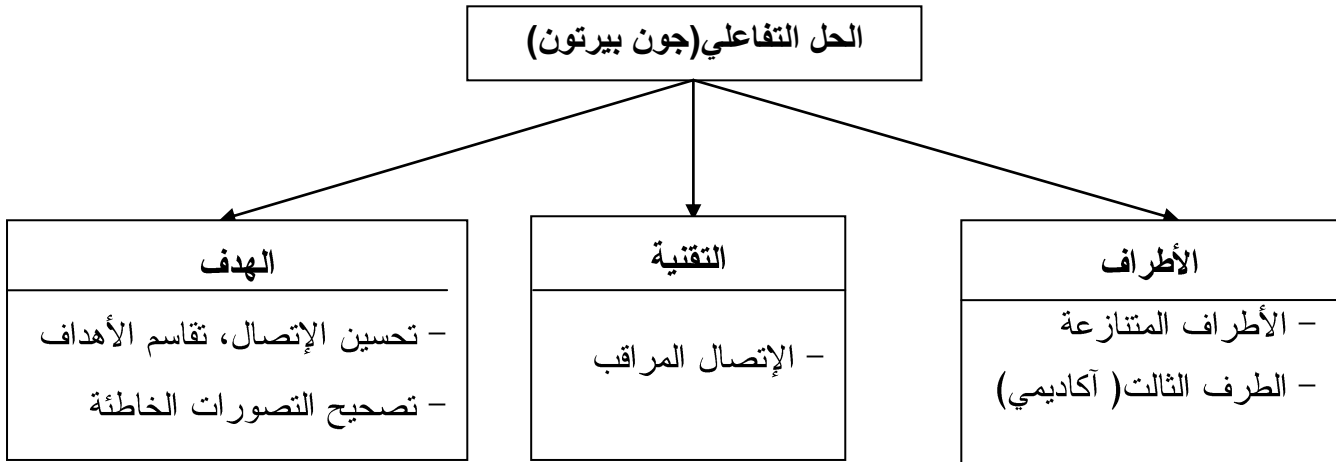 الحل التفاعلي(جون بيرتون)
الأطراف
- الأطراف المتنازعة
- الطرف الثالت( آكاديمي)
التقنية
- الإتصال المراقب
الهدف
- تحسين الإتصال، تقاسم الأهداف
- تصحيح التصورات الخاطئة